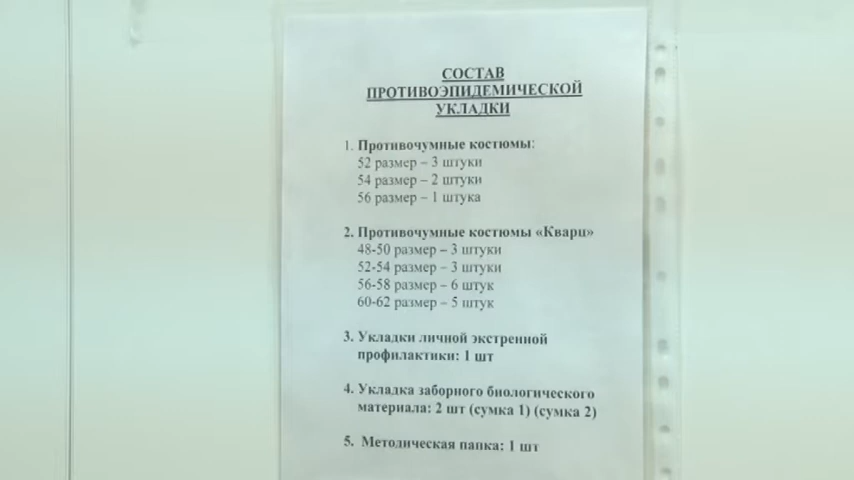 СОСТАВ
ПРОТИВОЭПИДЕМИЧЕСКОЙ
УКЛАДКИ
1. Противочумные костюмы:
52 размер – 3 штуки
54 размер – 2 штуки
56 размер – 1 штука
2. Противочумные костюмы «Кварц»
48-50 размер – 3 штуки
52-54 размер – 3 штуки
56-58 размер – 6 штук
60-62 размер – 5 штук
3. Укладки личной экстренной
профилактики: 1 шт
4. Укладка заборного биологического
материала: 2 шт (сумка 1) (сумка 2)
5. Методическая папка: 1 шт